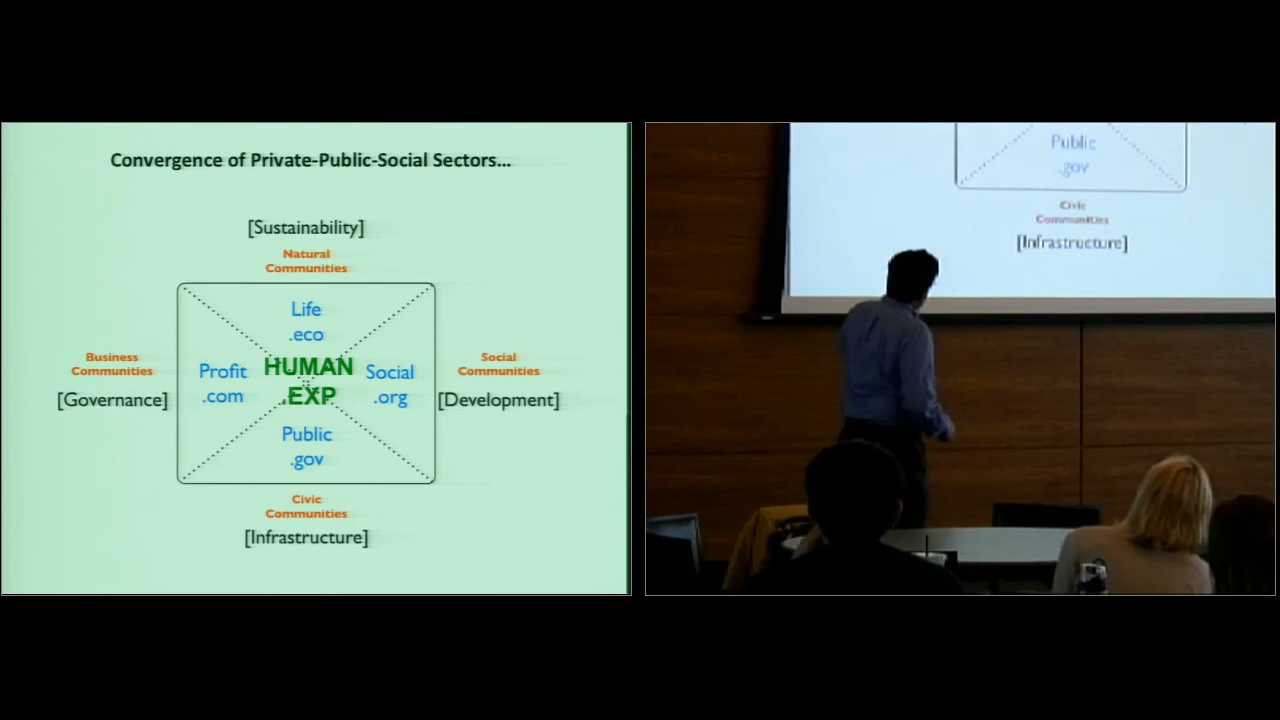 Convergence of Private-Public-Social Sectors...
[Sustainability]
Natural
Communities
Life
.eco
Business
Communities
[Governance]
Profit
.com
HUMAN
.EXP
Social
.org
Social
Communities
[Development]
Public
.gov
Civic
Communities
[Infrastructure]
Public
.gov
Civic
Communities
[Infrastructure]